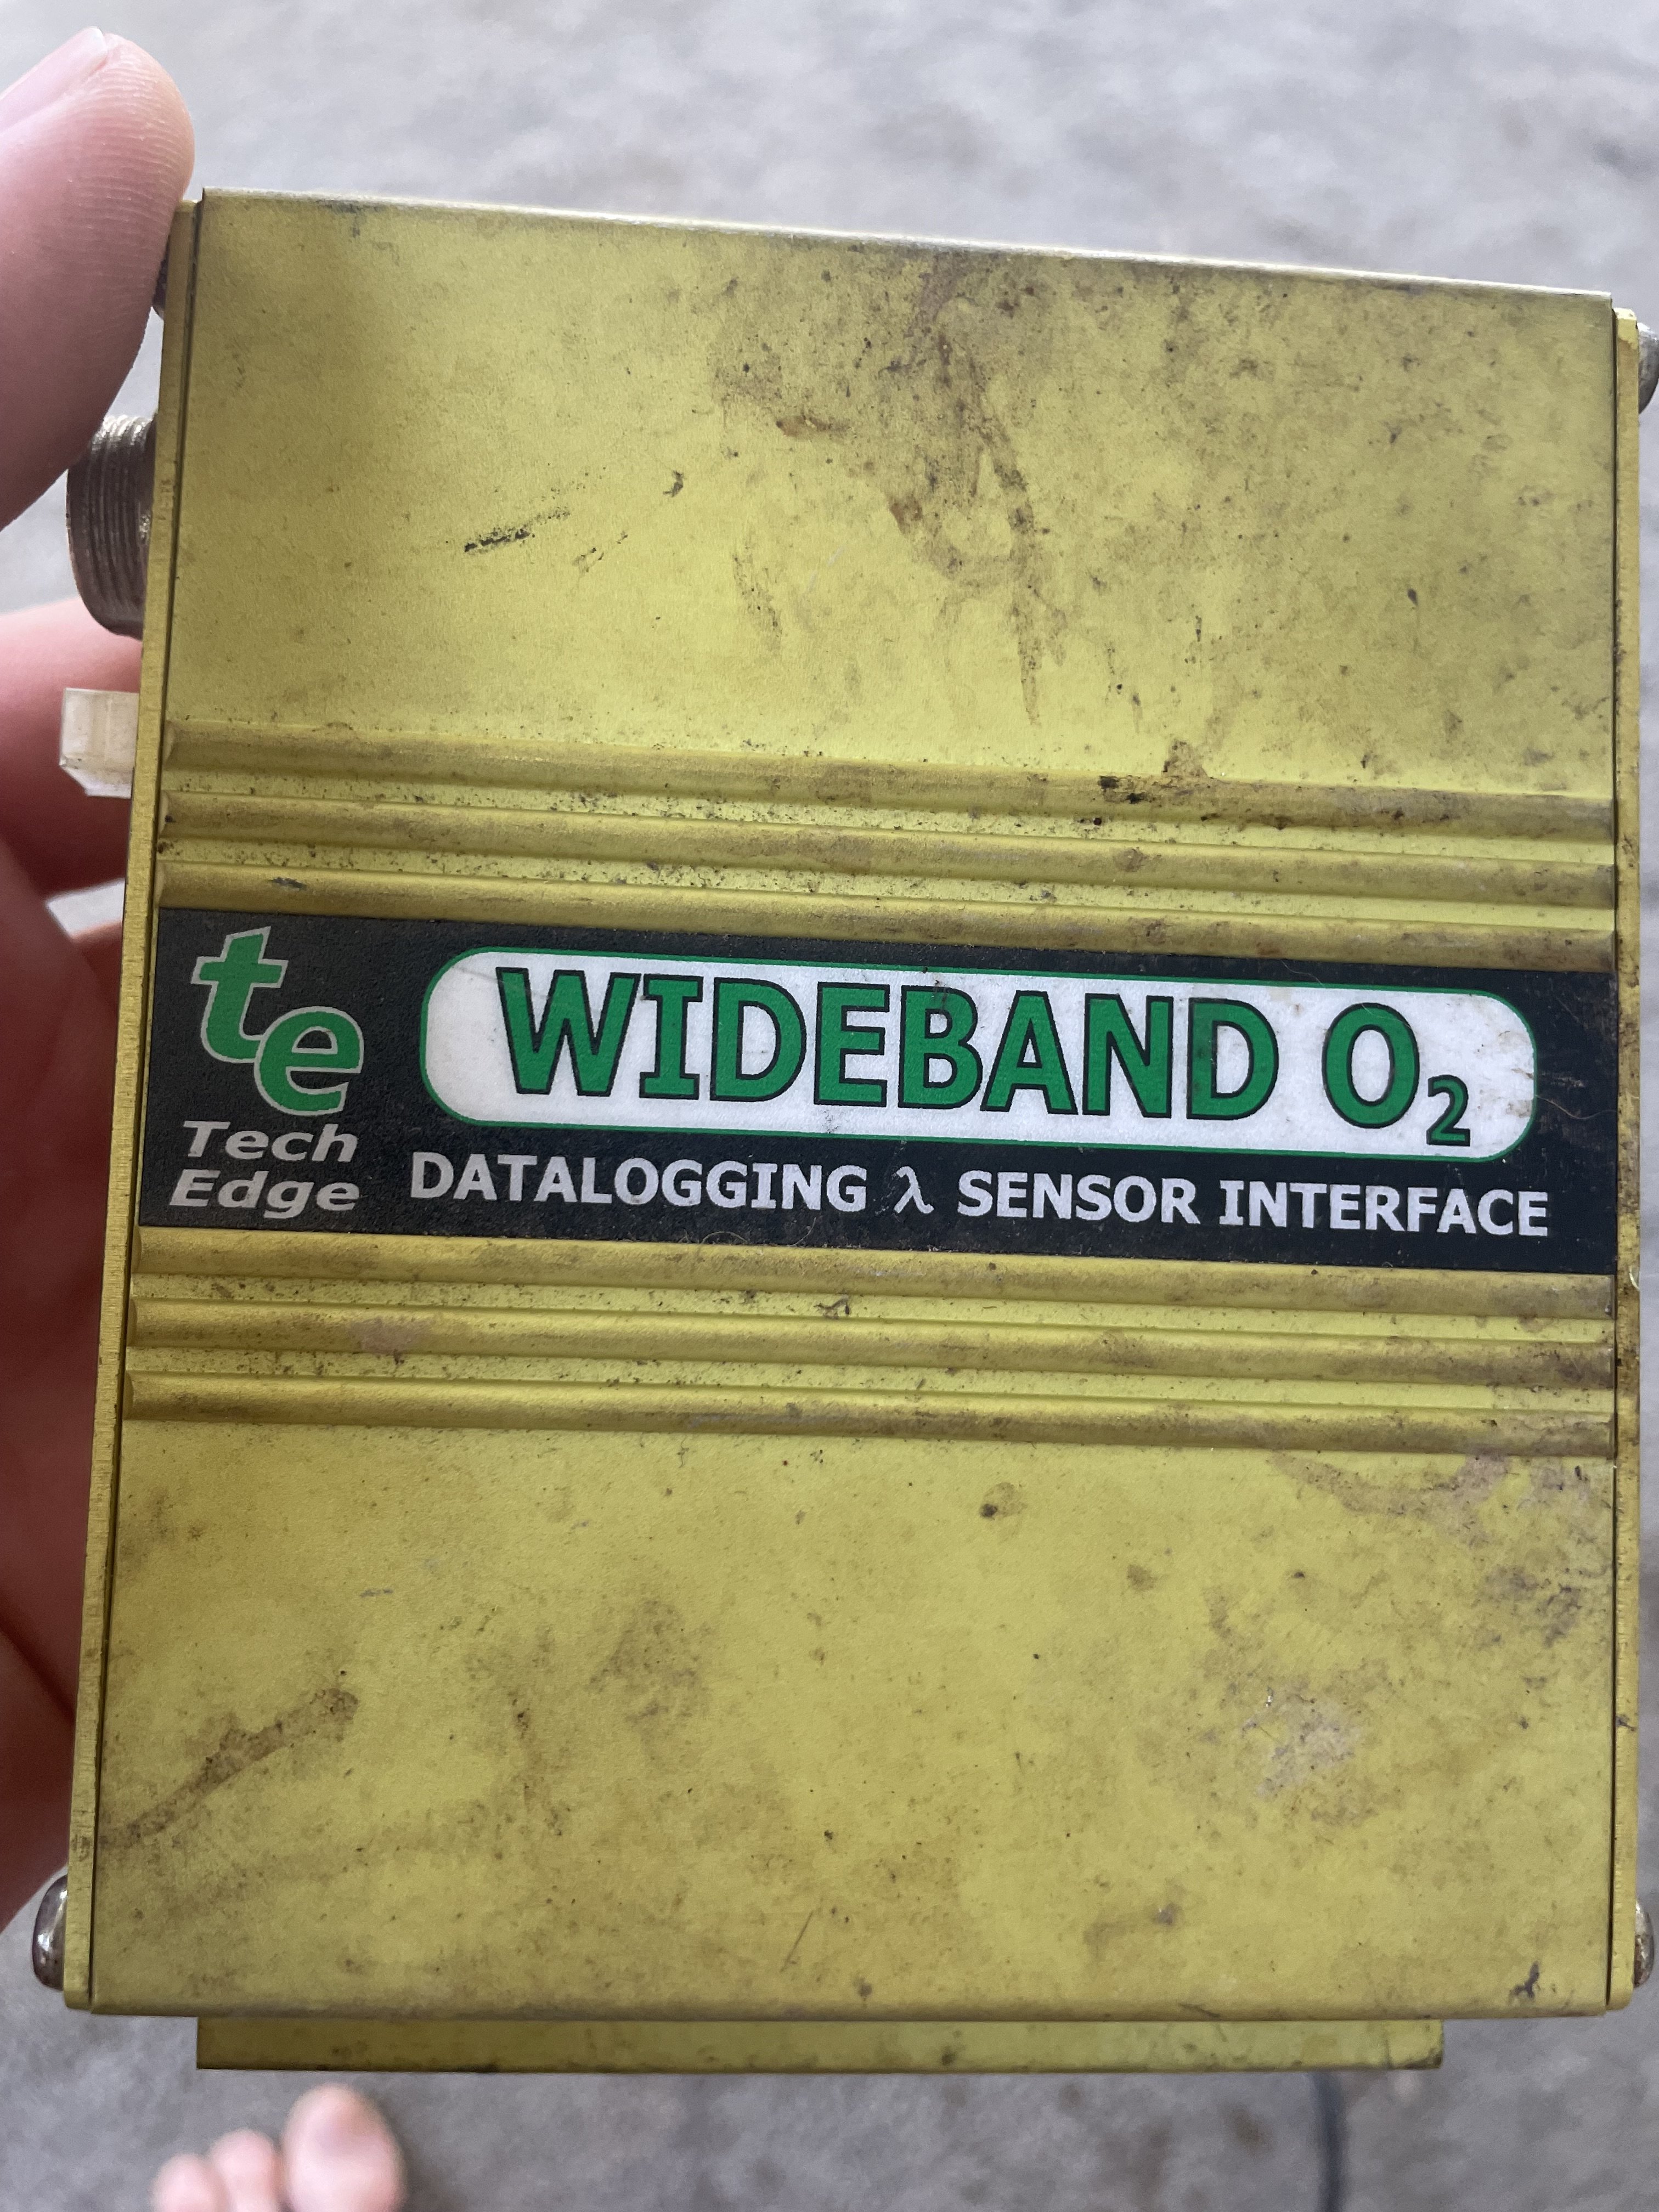 te
Tech
Edge
WIDEBAND O₂
DATALOGGING λ SENSOR INTERFACE